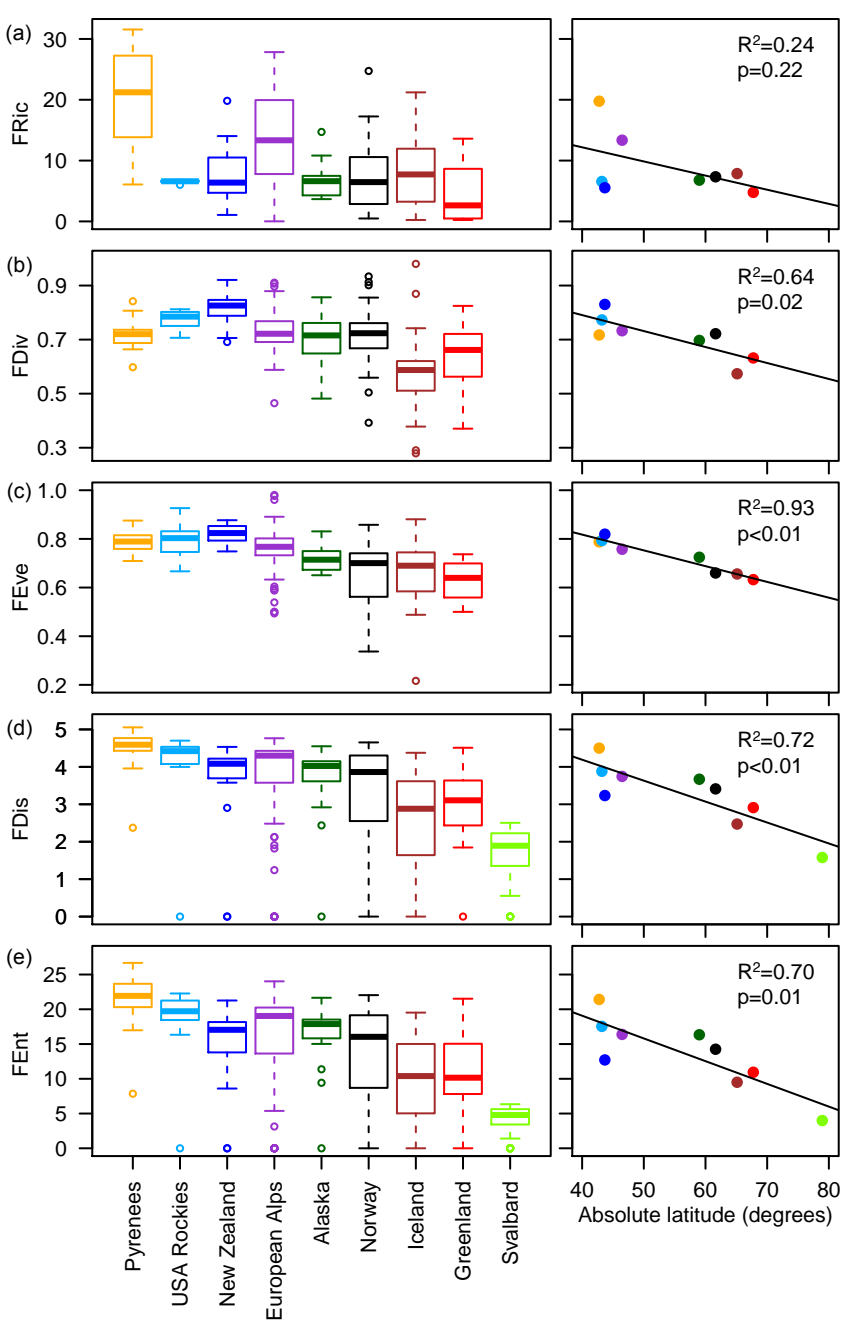 (a)
FRic
30
20
10
0
R²=0.24
p=0.22
(b)
FDiv
0.9
0.7
0.5
0.3
R²=0.64
p=0.02
(c)
FEve
1.0
0.8
0.6
0.4
0.2
R²=0.93
p<0.01
(d)
FDis
5
4
3
2
1
0
R²=0.72
p<0.01
(e)
FEnt
25
20
15
10
5
0
R²=0.70
p=0.01
Pyrenees
USA Rockies
New Zealand
European Alps
Alaska
Norway
Iceland
Greenland
Svalbard
40 50 60 70 80
Absolute latitude (degrees)